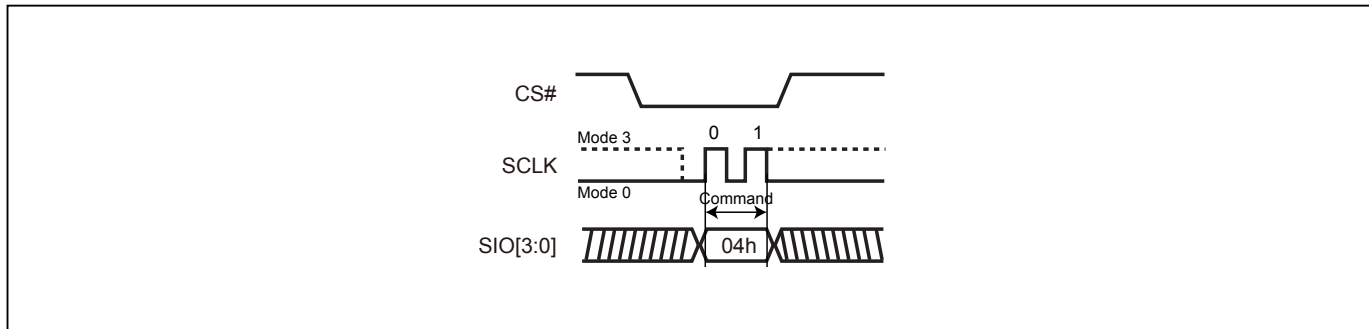 CS#
Mode 3
0 1
SCLK
Mode 0
Command
SIO[3:0]
04h